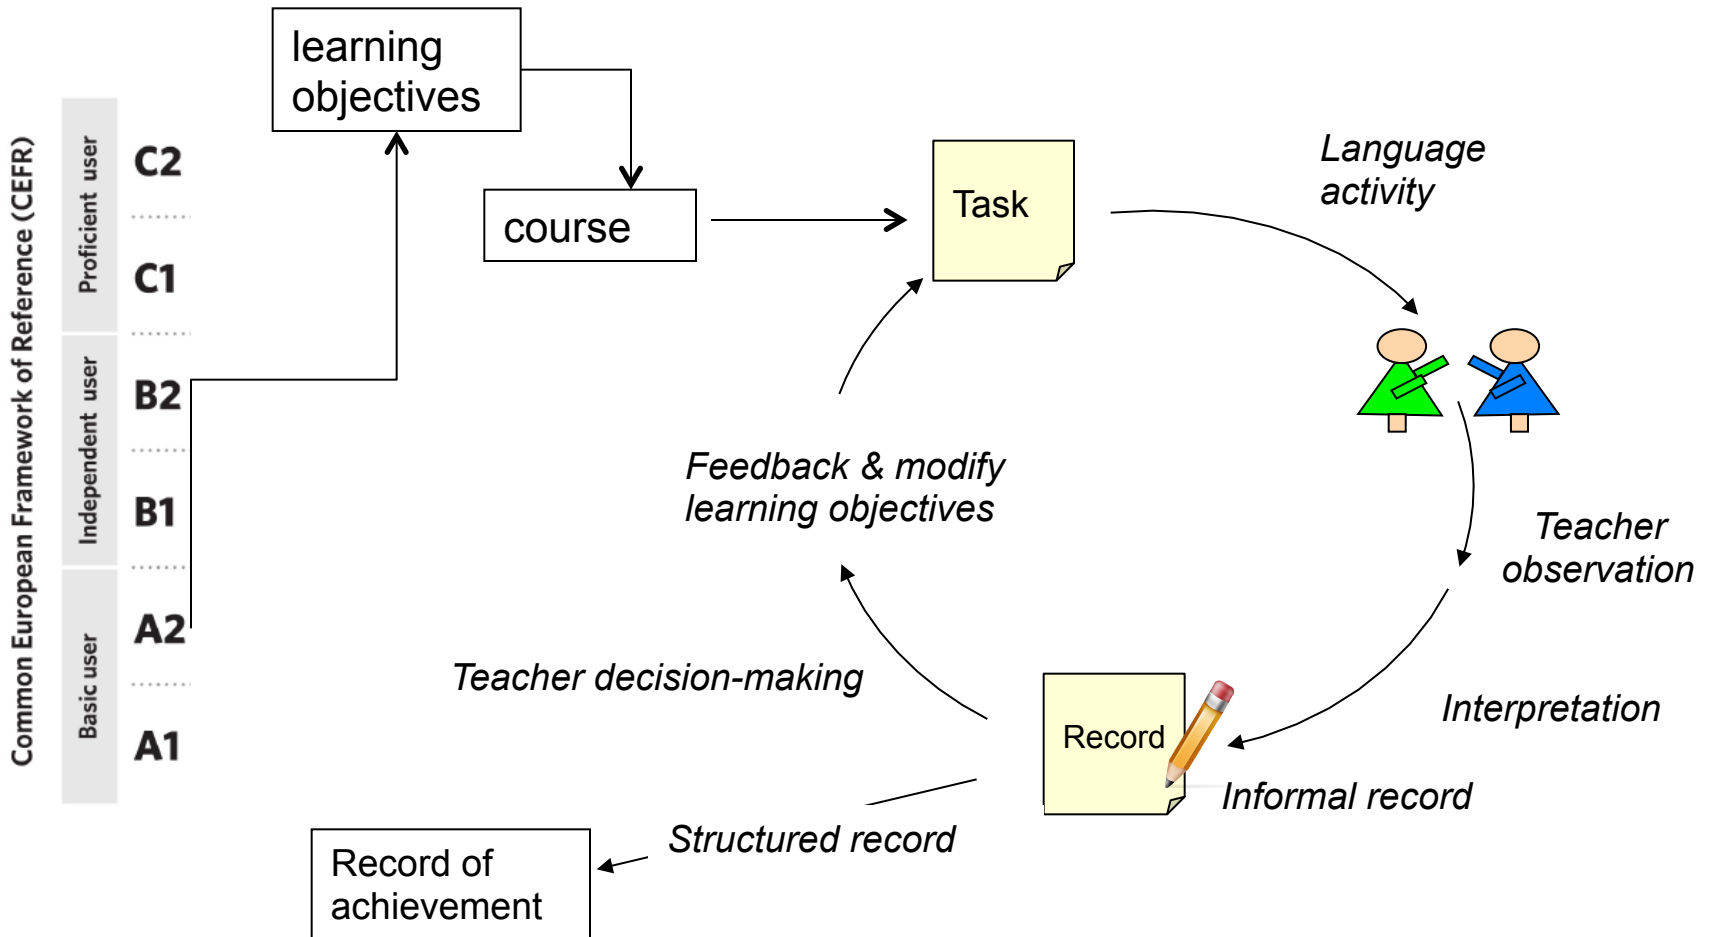 Common European Framework of Reference (CEFR)
Proficient user
Independent user
Basic user
C2
C1
B2
B1
A2
A1
learning
objectives
course
Task
Language
activity
Teacher
observation
Interpretation
Record
Informal record
Teacher decision-making
Feedback & modify
learning objectives
Structured record
Record of
achievement